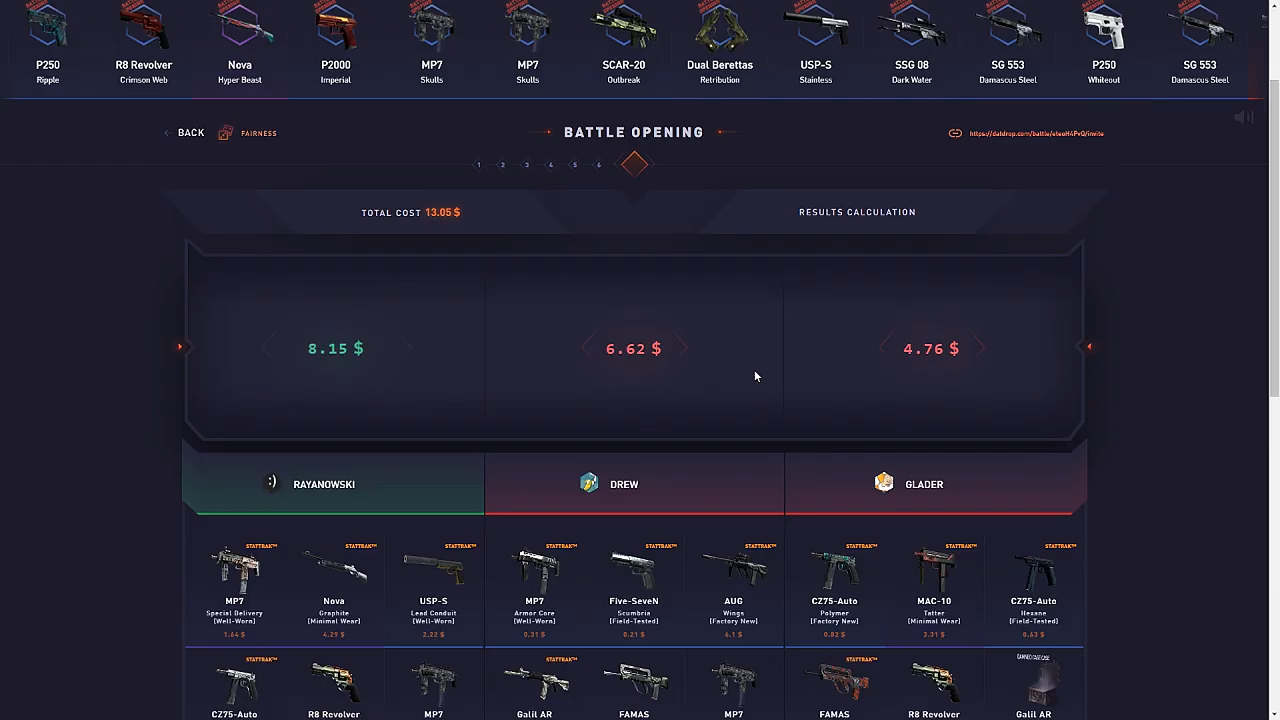 P250 R8 Revolver Nova P2000 MP7 MP7 SCAR-20 Dual Berettas USP-S SSG 08 SG 553 P250 SG 553
Ripple Crimson Web Hyper Beast Imperial Skulls Skulls Outbreak Retribution Stainless Dark Water Damascus Steel Whiteout Damascus Steel
BACK FAIRNESS BATTLE OPENING
1 2 3 4 5 6
TOTAL COST 13.05 $ RESULTS CALCULATION
8.15 $ 6.62 $ 4.76 $
:) RAYANOWSKI DREW GLADER
STATTRAK™ STATTRAK™ STATTRAK™ STATTRAK™ STATTRAK™ STATTRAK™ STATTRAK™ STATTRAK™ STATTRAK™
MP7 Nova USP-S MP7 Five-SeveN AUG CZ75-Auto MAC-10 CZ75-Auto
Special Delivery Graphite Lead Conduit Armor Core Scumbria Wings Polymer Tatter Hexane
[Well-Worn] [Minimal Wear] [Well-Worn] [Well-Worn] [Field-Tested] [Factory New] [Factory New] [Minimal Wear] [Field-Tested]
1.64 $ 4.29 $ 2.22 $ 0.31 $ 0.21 $ 6.1 $ 0.82 $ 3.31 $ 0.63 $
STATTRAK™ STATTRAK™ STATTRAK™
CZ75-Auto R8 Revolver MP7 Galil AR FAMAS MP7 FAMAS R8 Revolver Galil AR